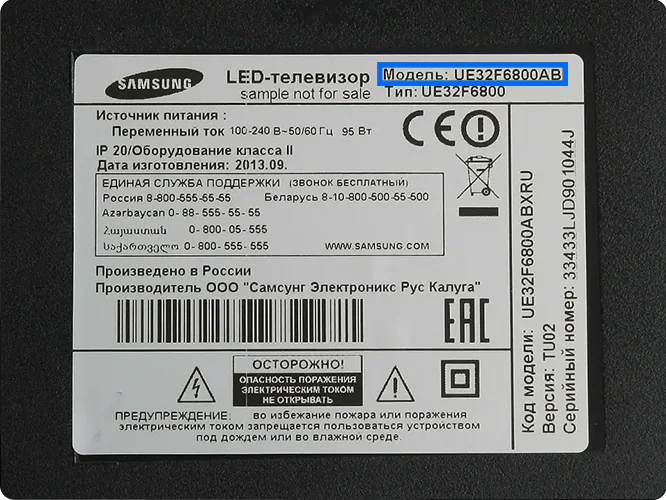 SAMSUNG
LED-телевизор
sample not for sale
Модель: UE32F6800AB
Тип: UE32F6800
Источник питания :
Переменный ток 100-240 В~50/60 Гц 95 Вт
IP 20/Оборудование класса II
Дата изготовления: 2013.09.
ЕДИНАЯ СЛУЖБА ПОДДЕРЖКИ (ЗВОНОК БЕСПЛАТНЫЙ)
Россия 8-800-555-55-55 Беларусь 8-10-800-500-55-500
Azərbaycan 0- 88- 555- 55- 55
Հայաստան 0- 800- 05- 555
საქართველო 0- 800- 555- 555 WWW.SAMSUNG.COM
Произведено в России
Производитель ООО "Самсунг Электроникс Рус Калуга"
CE
EAC
ОСТОРОЖНО!
ОПАСНОСТЬ ПОРАЖЕНИЯ
ЭЛЕКТРИЧЕСКИМ ТОКОМ
НЕ ОТКРЫВАТЬ
ПРЕДУПРЕЖДЕНИЕ: во избежание пожара или поражения
электрическим током не пользоваться устройством
под дождем или во влажной среде.
Код модели: UE32F6800ABXRU
Версия: TU02
Серийный номер: 33433LJD901044J